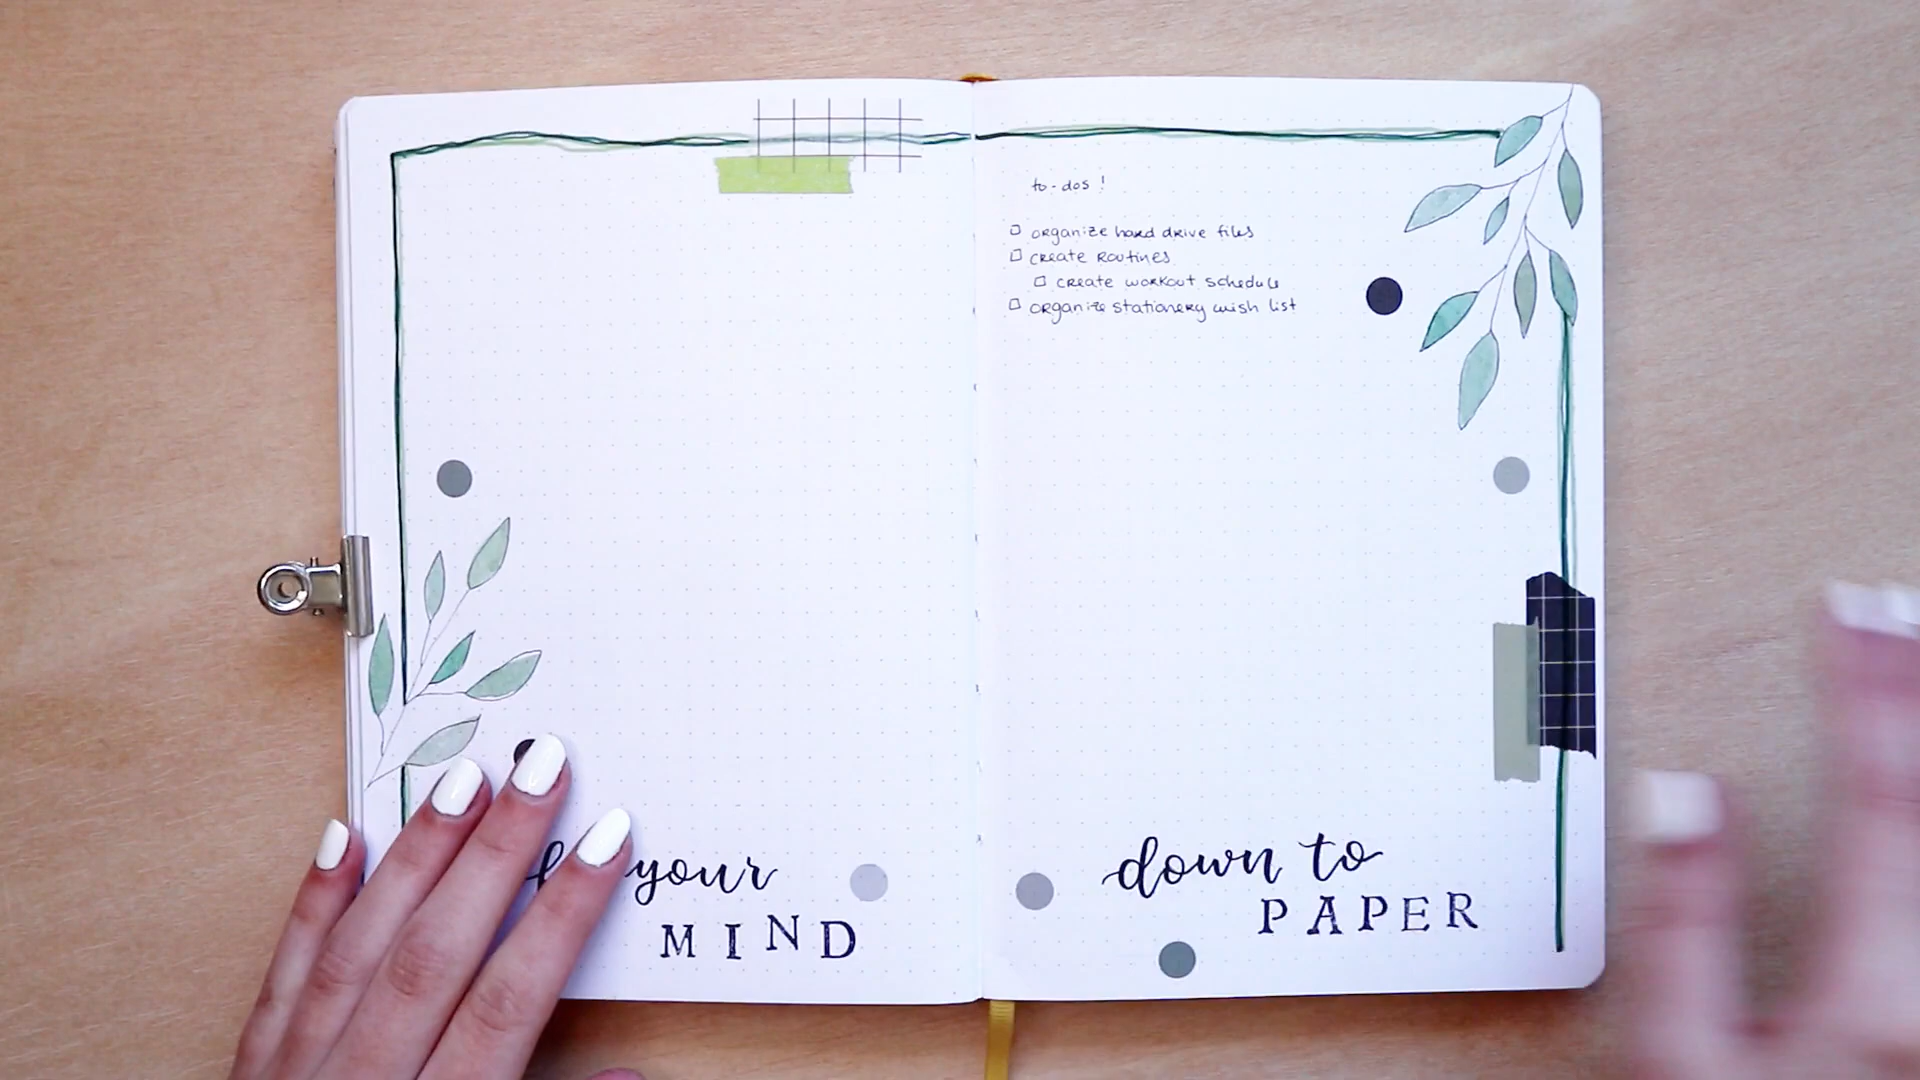 to-dos !
organize hard drive files
create routines
create workout schedule
organize stationery wish list
your
MIND
down to
PAPER